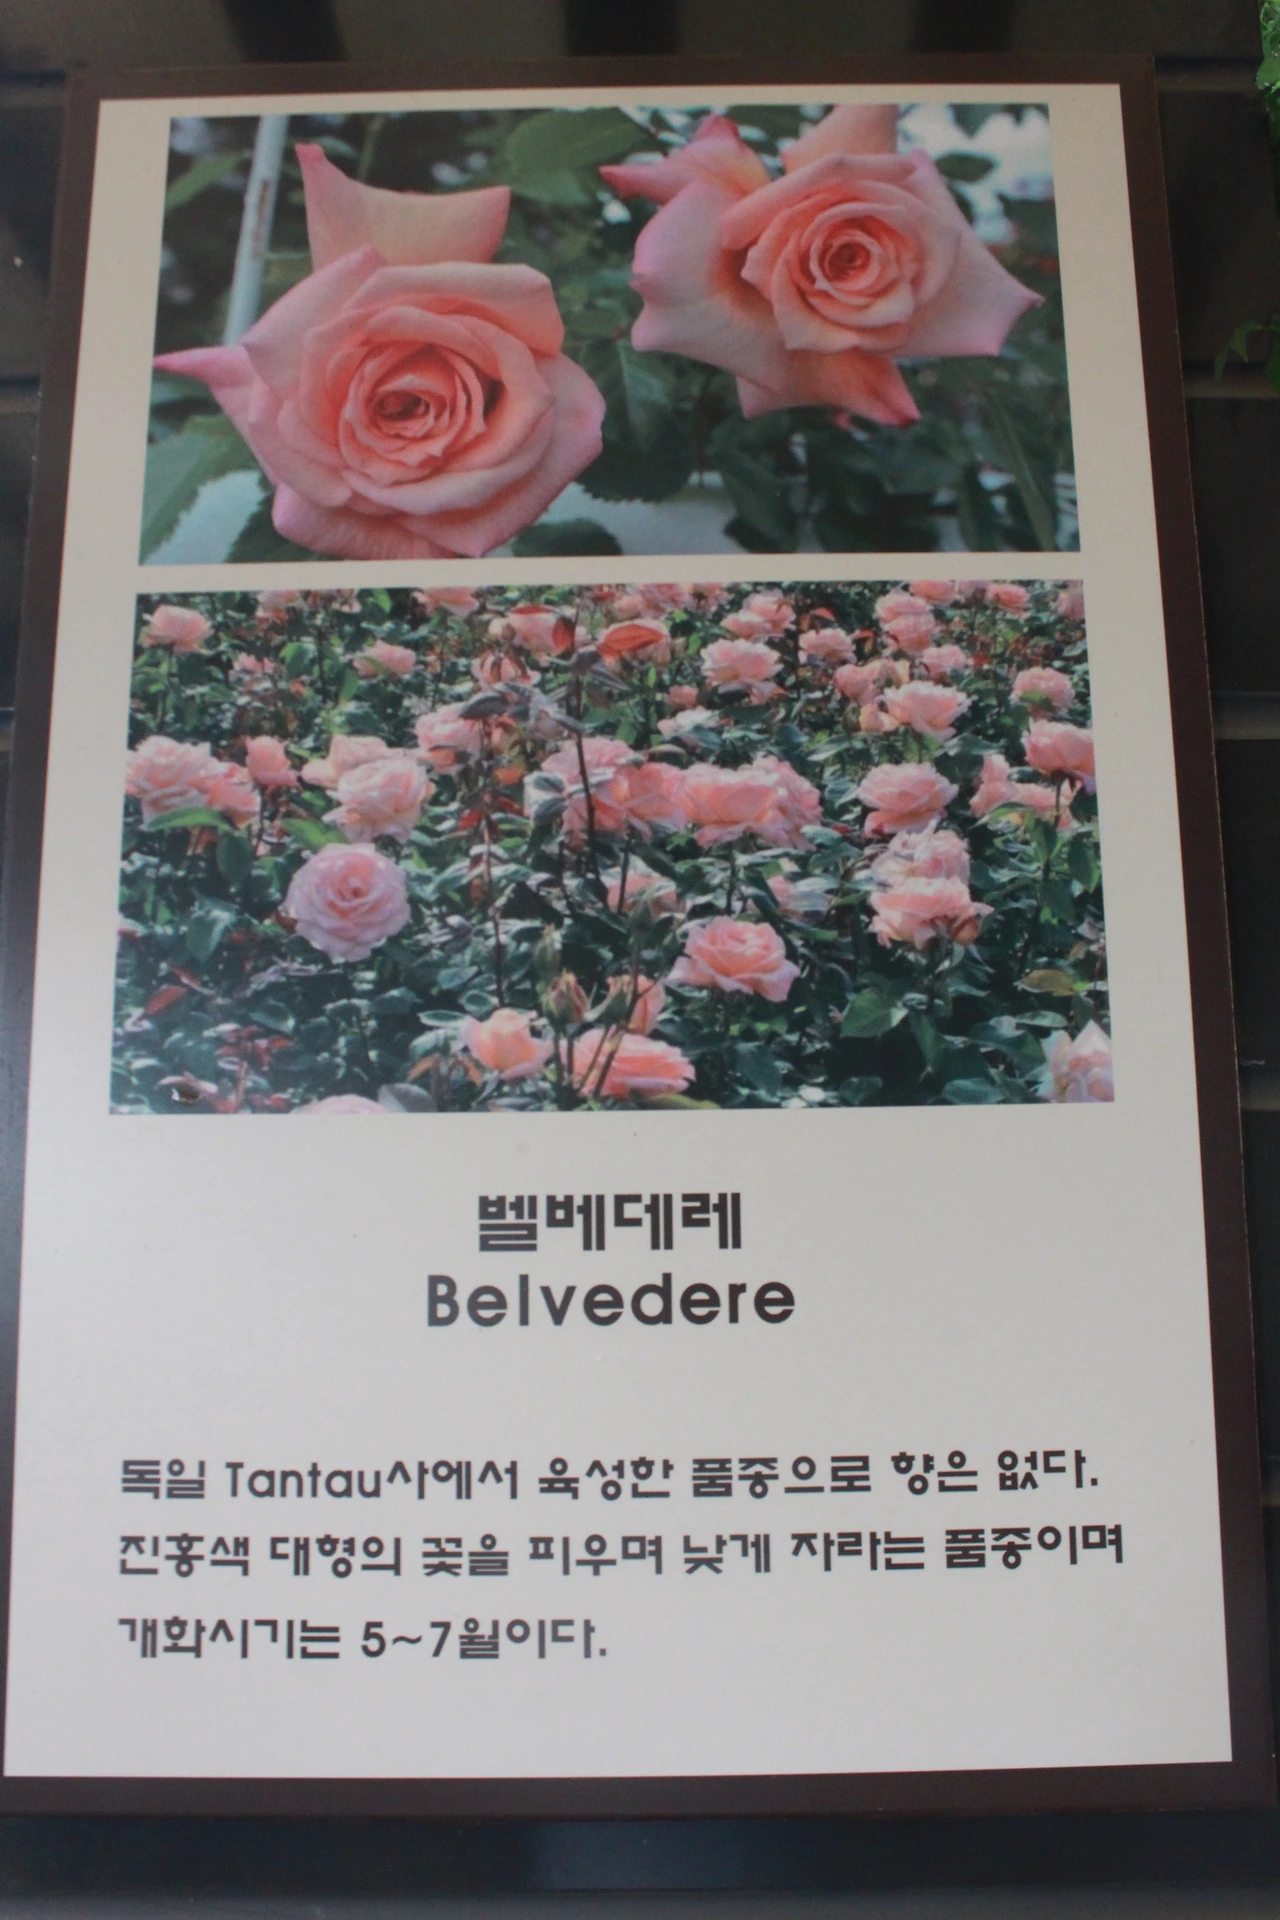 벨베데레
Belvedere
독일 Tantau사에서 육성한 품종으로 향은 없다.
진홍색 대형의 꽃을 피우며 낮게 자라는 품종이며
개화시기는 5~7월이다.